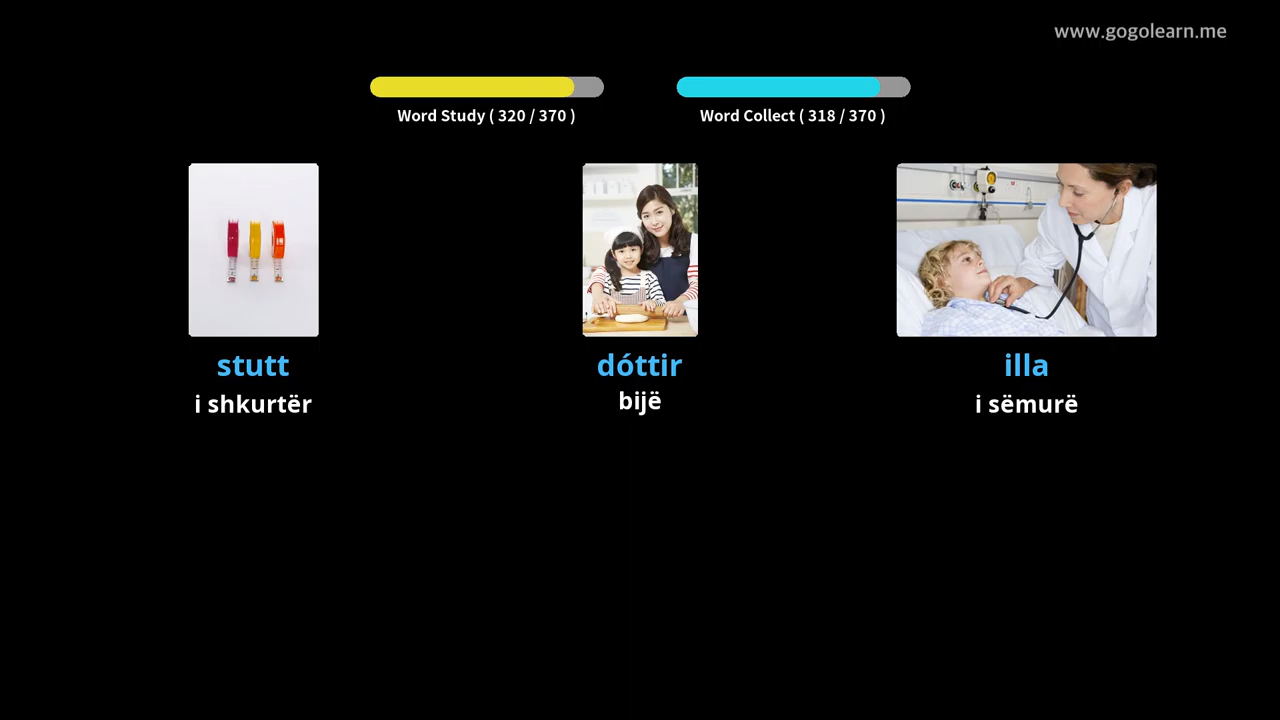 www.gogolearn.me
Word Study ( 320 / 370 )
Word Collect ( 318 / 370 )
stutt
i shkurtër
dóttir
bijë
illa
i sëmurë